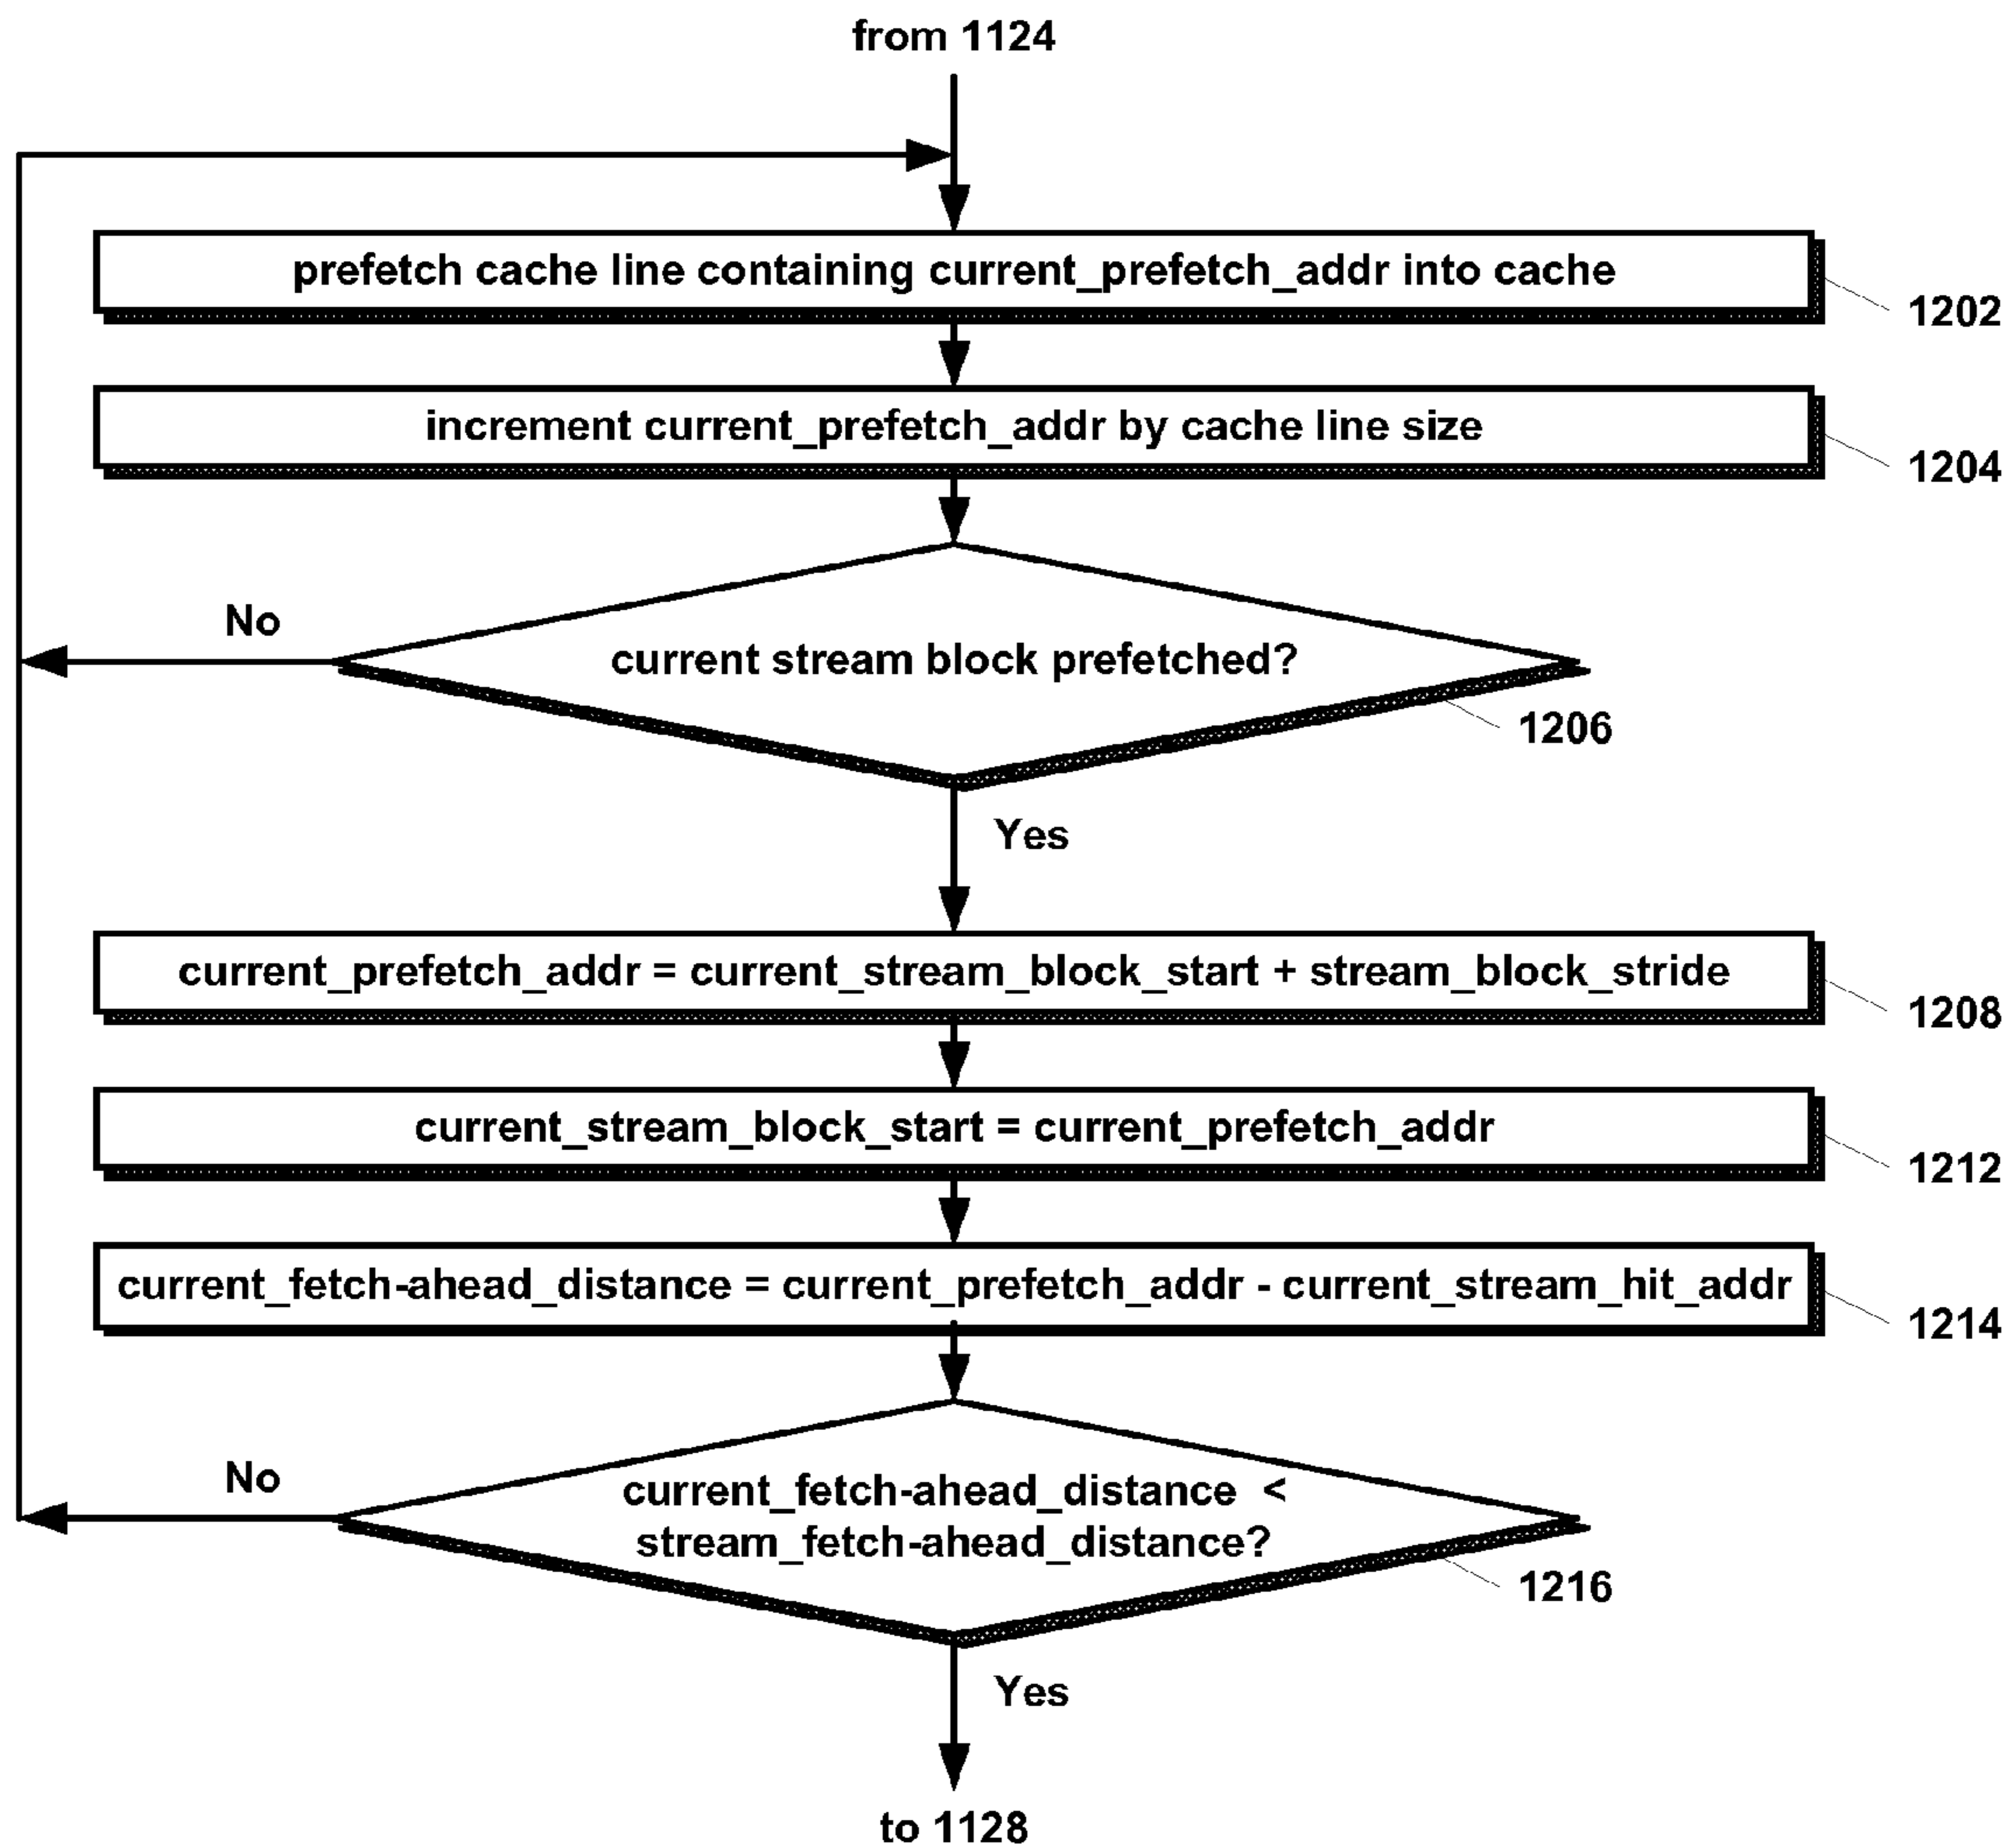 from 1124
prefetch cache line containing current_prefetch_addr into cache
1202
increment current_prefetch_addr by cache line size
1204
No
current stream block prefetched?
1206
Yes
current_prefetch_addr = current_stream_block_start + stream_block_stride
1208
current_stream_block_start = current_prefetch_addr
1212
current_fetch-ahead_distance = current_prefetch_addr - current_stream_hit_addr
1214
No
current_fetch-ahead_distance <
stream_fetch-ahead_distance?
1216
Yes
to 1128